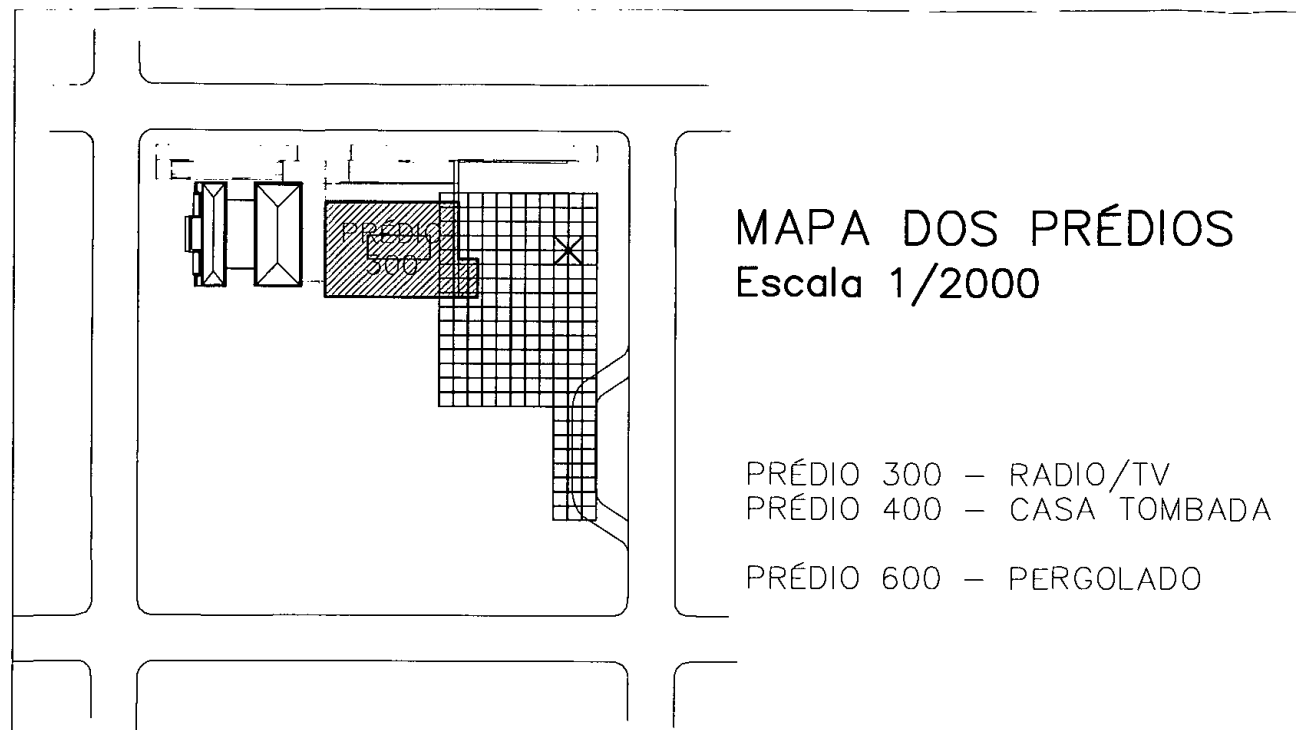 PRÉDIO
300
MAPA DOS PRÉDIOS
Escala 1/2000
PRÉDIO 300 – RADIO/TV
PRÉDIO 400 – CASA TOMBADA
PRÉDIO 600 – PERGOLADO